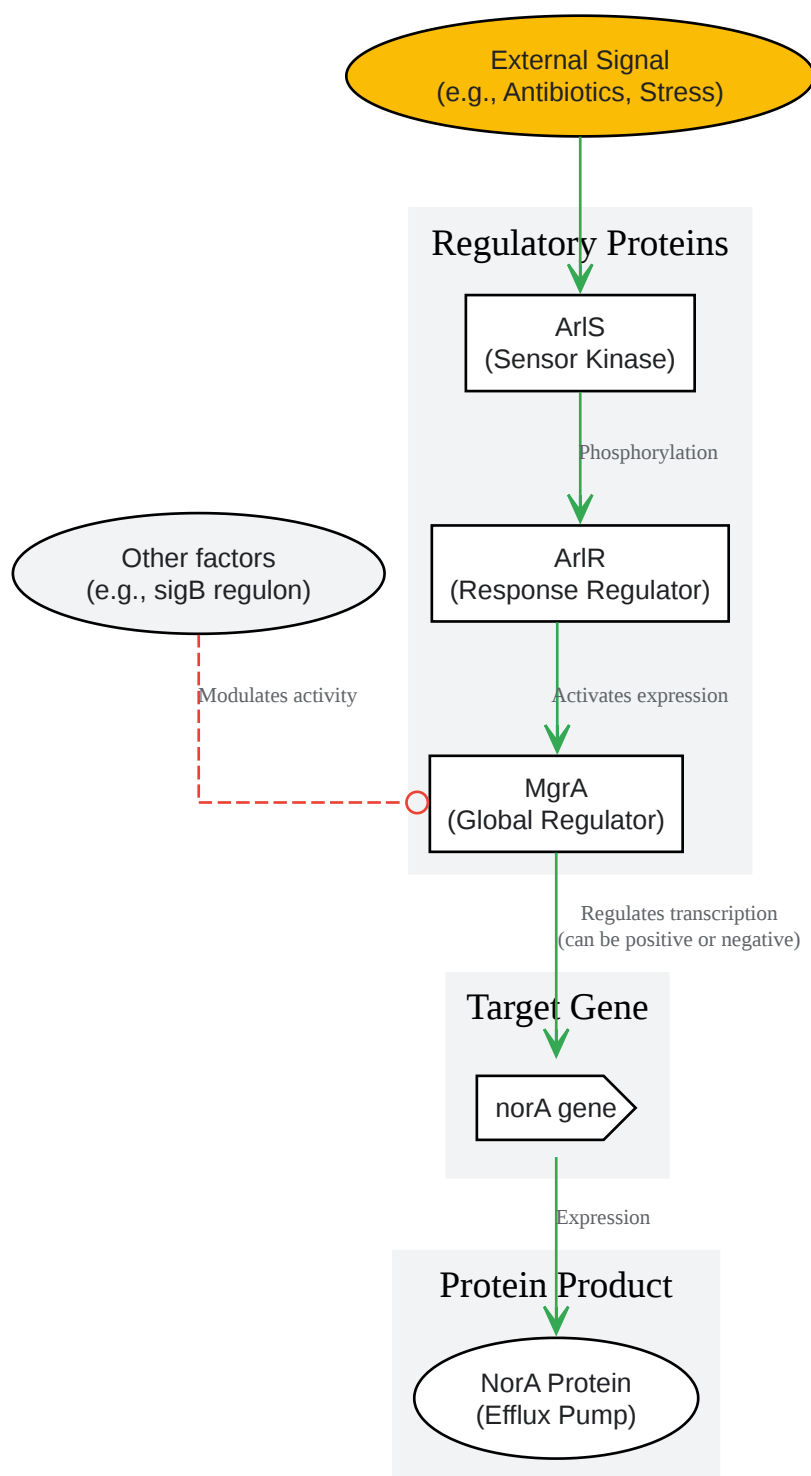 External Signal
(e.g., Antibiotics, Stress)
Regulatory Proteins
ArlS
(Sensor Kinase)
Phosphorylation
Other factors
(e.g., sigB regulon)
ArlR
(Response Regulator)
Modulates activity
Activates expression
MgrA
(Global Regulator)
Regulates transcription
(can be positive or negative)
Target Gene
norA gene
Expression
Protein Product
NorA Protein
(Efflux Pump)